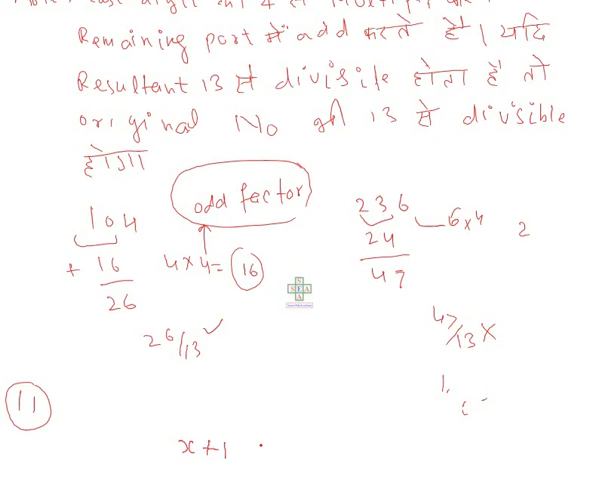 Remaining part में add करते हैं। यदि
Resultant 13 से divisible होता है तो
original No भी 13 से divisible
होगा
odd factor
104
+ 16
26
4×4= 16
26/13 ✓
236
24
47
6×4
2
47/13 ×
11
x+1